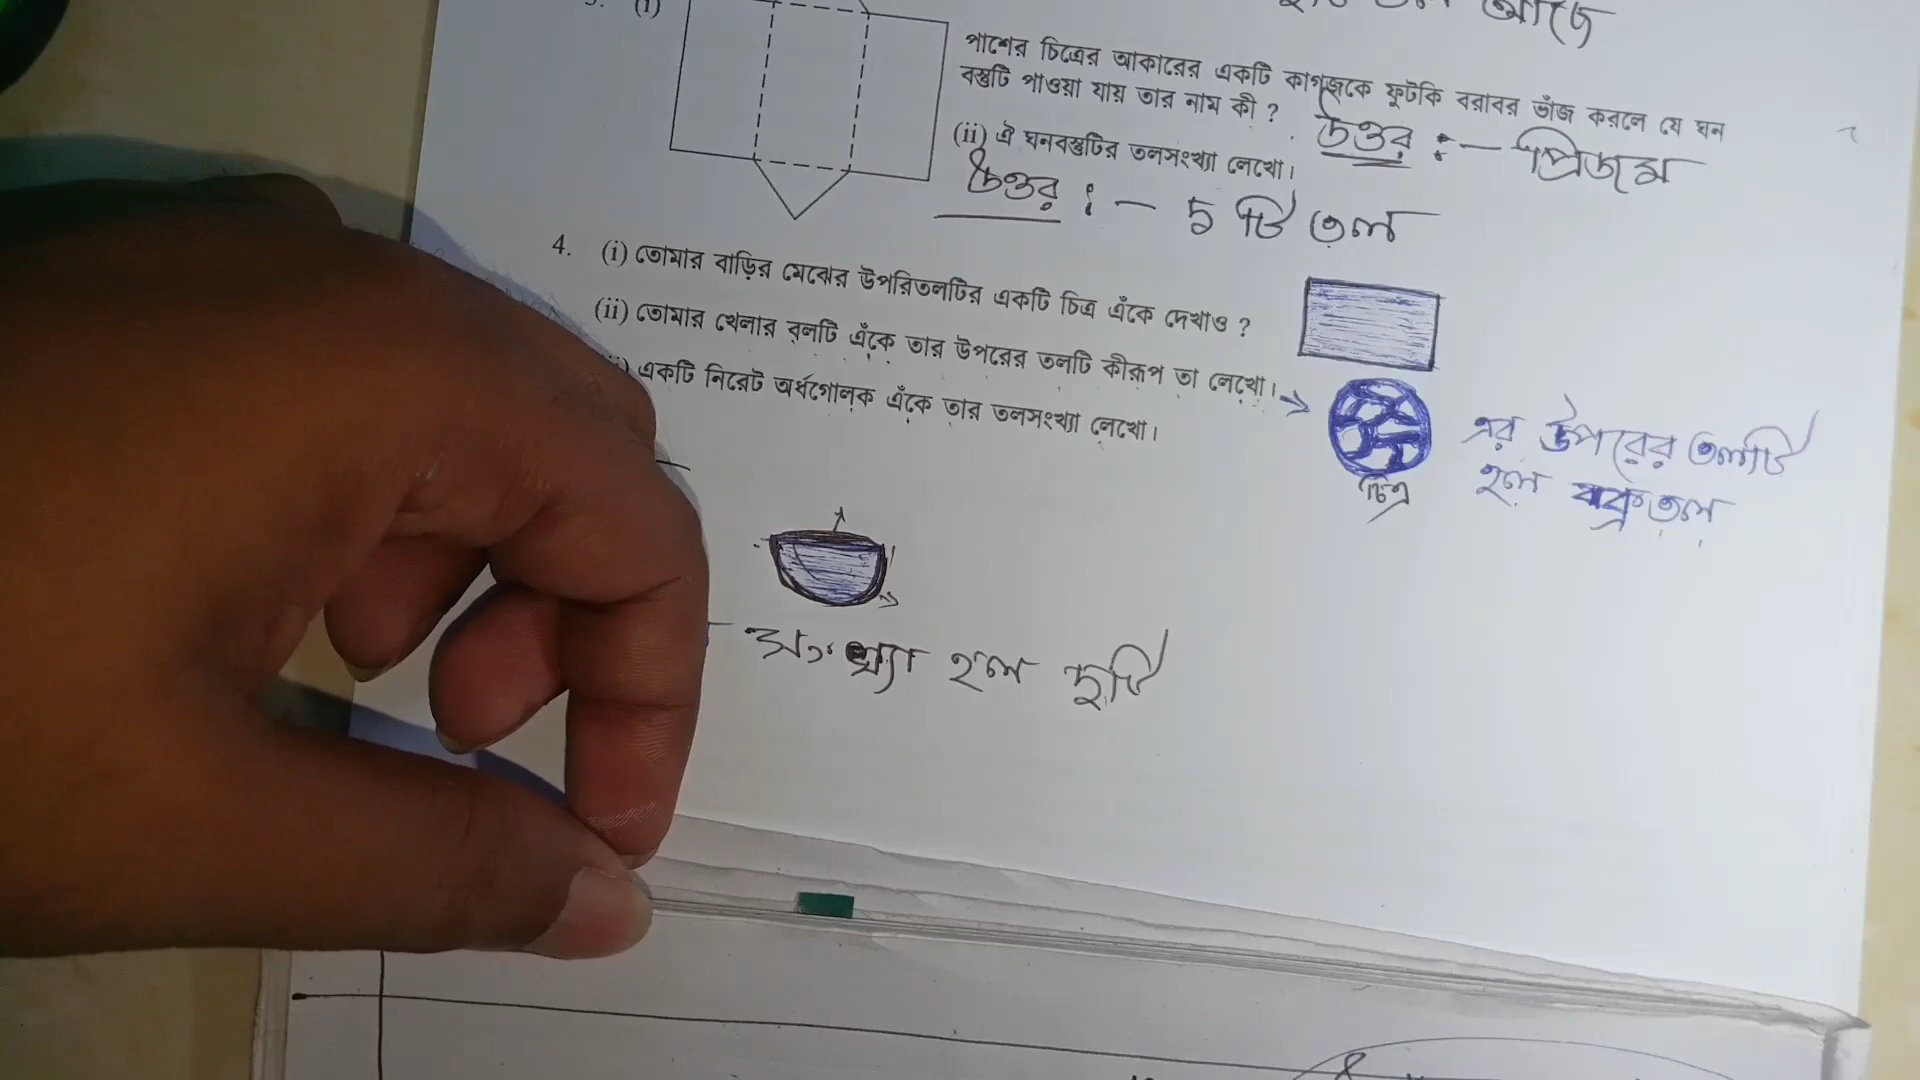 (i)
আছে
পাশের চিত্রের আকারের একটি কাগজকে ফুটকি বরাবর ভাঁজ করলে যে ঘন
বস্তুটি পাওয়া যায় তার নাম কী ?
উত্তর :- প্রিজম
(ii) ঐ ঘনবস্তুটির তলসংখ্যা লেখো।
উত্তর :- ৫ টি তল
4. (i) তোমার বাড়ির মেঝের উপরিতলটির একটি চিত্র এঁকে দেখাও ?
(ii) তোমার খেলার বলটি এঁকে তার উপরের তলটি কীরূপ তা লেখো।
একটি নিরেট অর্ধগোলক এঁকে তার তলসংখ্যা লেখো।
এর উপরের তলটি
হল বক্রতল
চিত্র
সংখ্যা হল দুটি